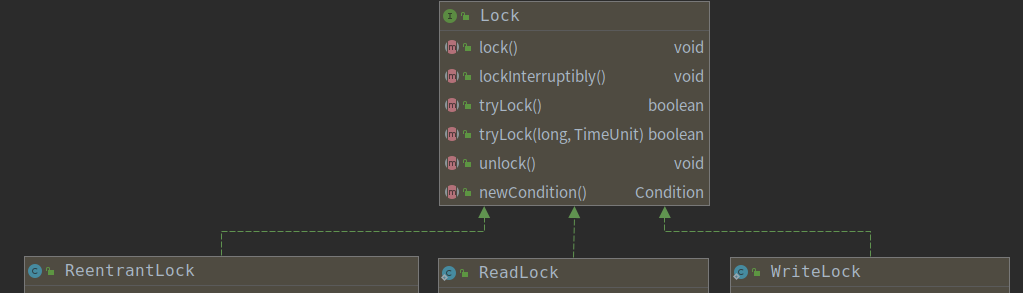 Lock
lock() void
lockInterruptibly() void
tryLock() boolean
tryLock(long, TimeUnit) boolean
unlock() void
newCondition() Condition
ReentrantLock
ReadLock
WriteLock